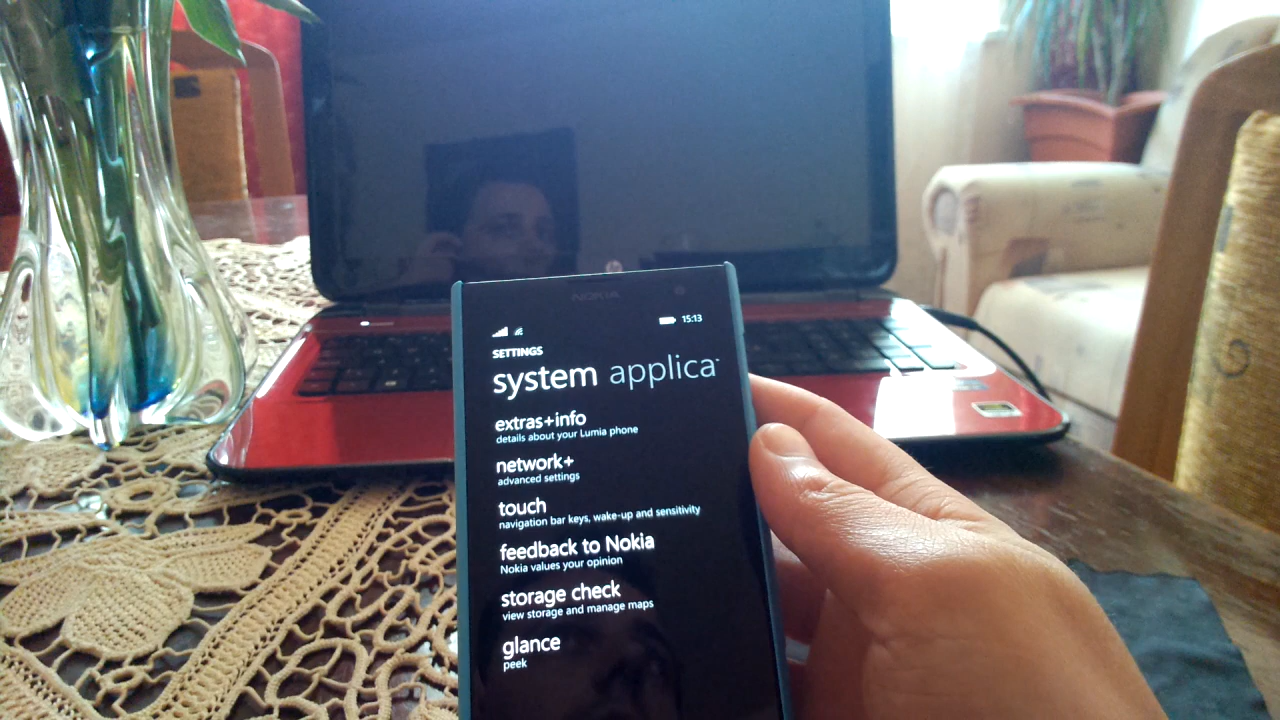 NOKIA
15:13
SETTINGS
system applica
extras+info
details about your Lumia phone
network+
advanced settings
touch
navigation bar keys, wake-up and sensitivity
feedback to Nokia
Nokia values your opinion
storage check
view storage and manage maps
glance
peek